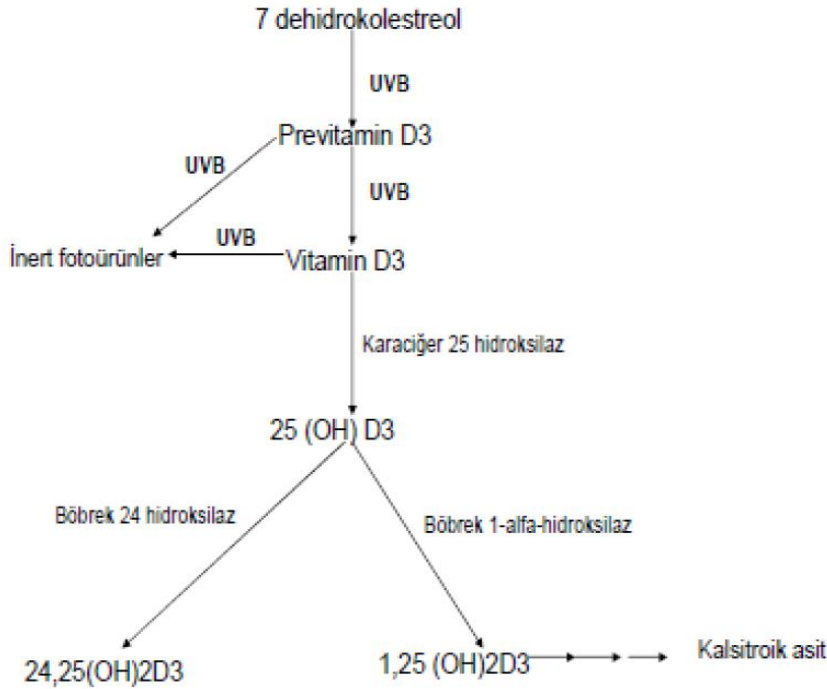 7 dehidrokolestreol
UVB
Previtamin D3
UVB
UVB
UVB
İnert fotoürünler
Vitamin D3
Karaciğer 25 hidroksilaz
25 (OH) D3
Böbrek 24 hidroksilaz
Böbrek 1-alfa-hidroksilaz
24,25(OH)2D3
1,25 (OH)2D3
Kalsitroik asit